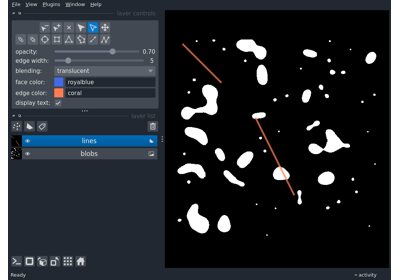 File View Plugins Window Help
layer controls
opacity: 0.70
edge width: 5
blending: translucent
face color: royalblue
edge color: coral
display text:
layer list
lines
blobs
Ready activity